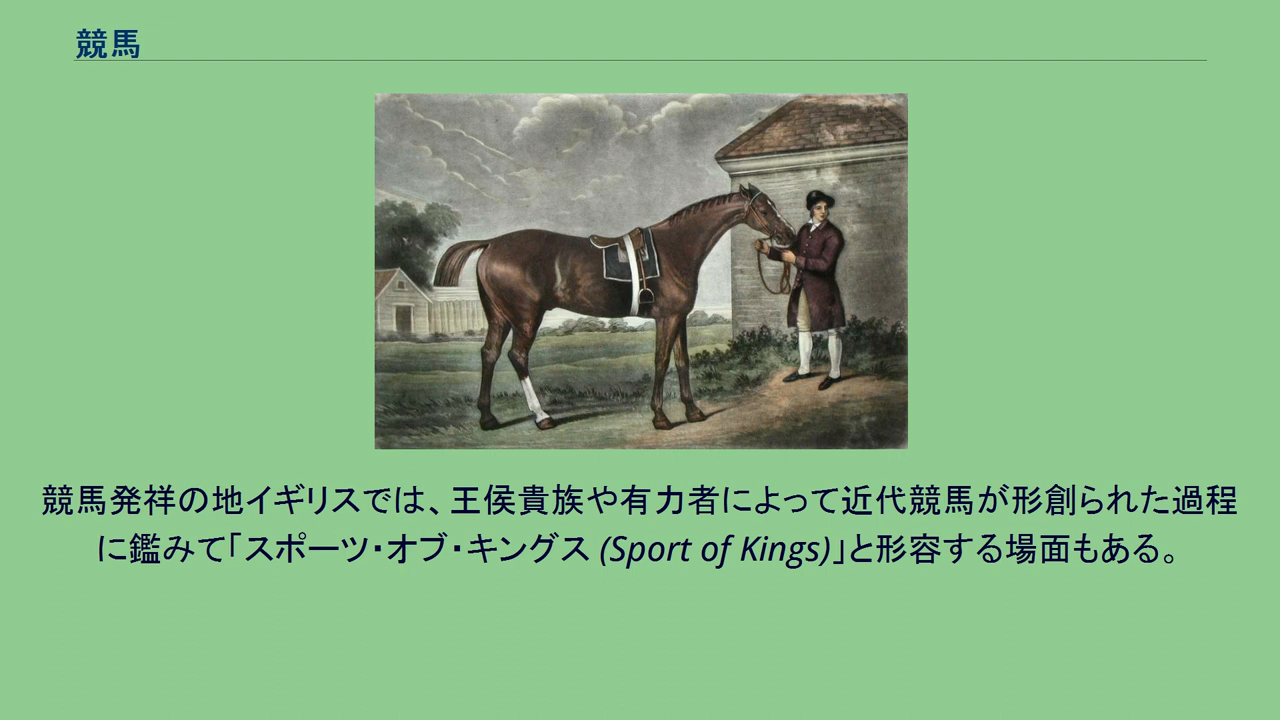 競馬
競馬発祥の地イギリスでは、王侯貴族や有力者によって近代競馬が形創られた過程
に鑑みて「スポーツ・オブ・キングス (Sport of Kings)」と形容する場面もある。